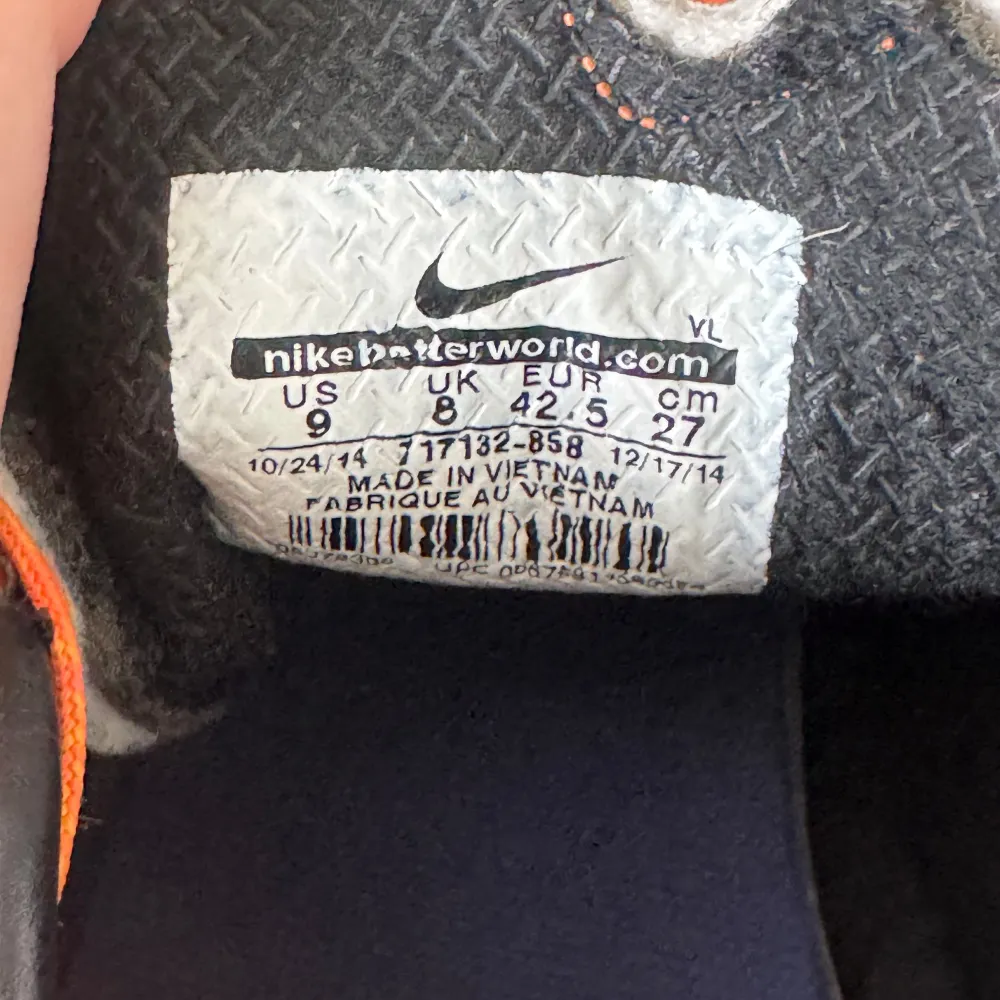 VL
nikebetterworld.com
US UK EUR cm
9 8 42.5 27
10/24/14 717132-858 12/17/14
MADE IN VIETNAM
FABRIQUE AU VIETNAM
UPC